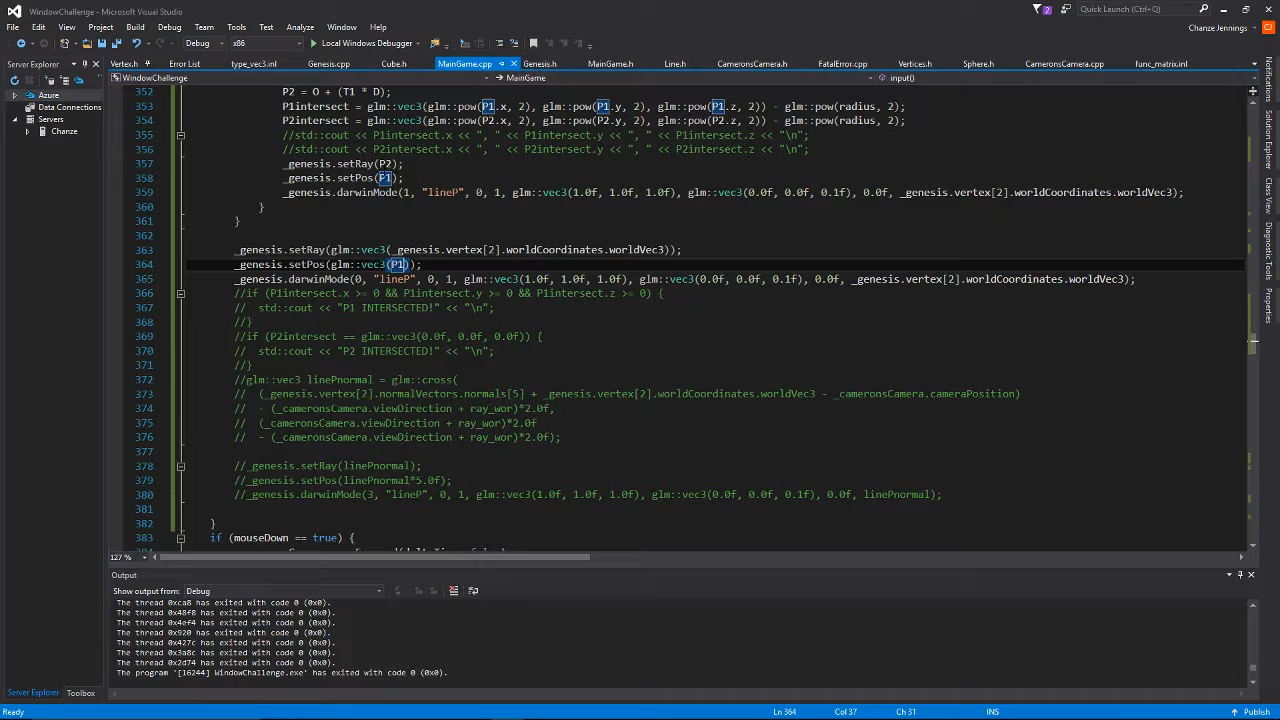 WindowChallenge - Microsoft Visual Studio
2
Quick Launch (Ctrl+Q)
File Edit View Project Build Debug Team Tools Test Analyze Window Help
Chanze Jennings CJ
Debug x86 Local Windows Debugger
Server Explorer
Azure
Data Connections
Servers
Chanze
Vertex.h Error List type_vec3.inl Genesis.cpp Cube.h MainGame.cpp Genesis.h MainGame.h Line.h CameronsCamera.h FatalError.cpp Vertices.h Sphere.h CameronsCamera.cpp func_matrix.inl
WindowChallenge MainGame input()
352 P2 = O + (T1 * D);
353 P1intersect = glm::vec3(glm::pow(P1.x, 2), glm::pow(P1.y, 2), glm::pow(P1.z, 2)) - glm::pow(radius, 2);
354 P2intersect = glm::vec3(glm::pow(P2.x, 2), glm::pow(P2.y, 2), glm::pow(P2.z, 2)) - glm::pow(radius, 2);
355 //std::cout << P1intersect.x << ", " << P1intersect.y << ", " << P1intersect.z << "\n";
356 //std::cout << P2intersect.x << ", " << P2intersect.y << ", " << P2intersect.z << "\n";
357 _genesis.setRay(P2);
358 _genesis.setPos(P1);
359 _genesis.darwinMode(1, "lineP", 0, 1, glm::vec3(1.0f, 1.0f, 1.0f), glm::vec3(0.0f, 0.0f, 0.1f), 0.0f, _genesis.vertex[2].worldCoordinates.worldVec3);
360 }
361 }
362
363 _genesis.setRay(glm::vec3(_genesis.vertex[2].worldCoordinates.worldVec3));
364 _genesis.setPos(glm::vec3(P1));
365 _genesis.darwinMode(0, "lineP", 0, 1, glm::vec3(1.0f, 1.0f, 1.0f), glm::vec3(0.0f, 0.0f, 0.1f), 0.0f, _genesis.vertex[2].worldCoordinates.worldVec3);
366 //if (P1intersect.x >= 0 && P1intersect.y >= 0 && P1intersect.z >= 0) {
367 // std::cout << "P1 INTERSECTED!" << "\n";
368 //}
369 //if (P2intersect == glm::vec3(0.0f, 0.0f, 0.0f)) {
370 // std::cout << "P2 INTERSECTED!" << "\n";
371 //}
372 //glm::vec3 linePnormal = glm::cross(
373 // (_genesis.vertex[2].normalVectors.normals[5] + _genesis.vertex[2].worldCoordinates.worldVec3 - _cameronsCamera.cameraPosition)
374 // - (_cameronsCamera.viewDirection + ray_wor)*2.0f,
375 // (_cameronsCamera.viewDirection + ray_wor)*2.0f
376 // - (_cameronsCamera.viewDirection + ray_wor)*2.0f);
377
378 //_genesis.setRay(linePnormal);
379 //_genesis.setPos(linePnormal*5.0f);
380 //_genesis.darwinMode(3, "lineP", 0, 1, glm::vec3(1.0f, 1.0f, 1.0f), glm::vec3(0.0f, 0.0f, 0.1f), 0.0f, linePnormal);
381
382 }
383 if (mouseDown == true) {
127 %
Notifications
Solution Explorer
Class View
Properties
Output
Show output from: Debug
The thread 0xca8 has exited with code 0 (0x0).
The thread 0x48f8 has exited with code 0 (0x0).
The thread 0x4ef4 has exited with code 0 (0x0).
The thread 0x920 has exited with code 0 (0x0).
The thread 0x427c has exited with code 0 (0x0).
The thread 0x3a8c has exited with code 0 (0x0).
The thread 0x2d74 has exited with code 0 (0x0).
The program '[16244] WindowChallenge.exe' has exited with code 0 (0x0).
Server Explorer Toolbox
Ready Ln 364 Col 37 Ch 31 INS Publish